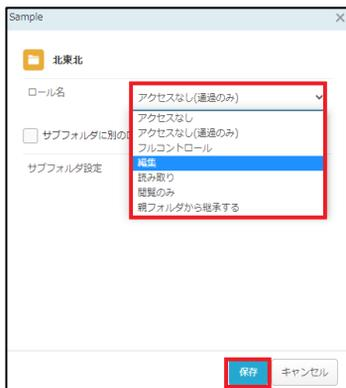 Sample
北東北
ロール名
アクセスなし(通過のみ)
アクセスなし
アクセスなし(通過のみ)
フルコントロール
サブフォルダに別の
編集
サブフォルダ設定
読み取り
閲覧のみ
親フォルダから継承する
保存
キャンセル